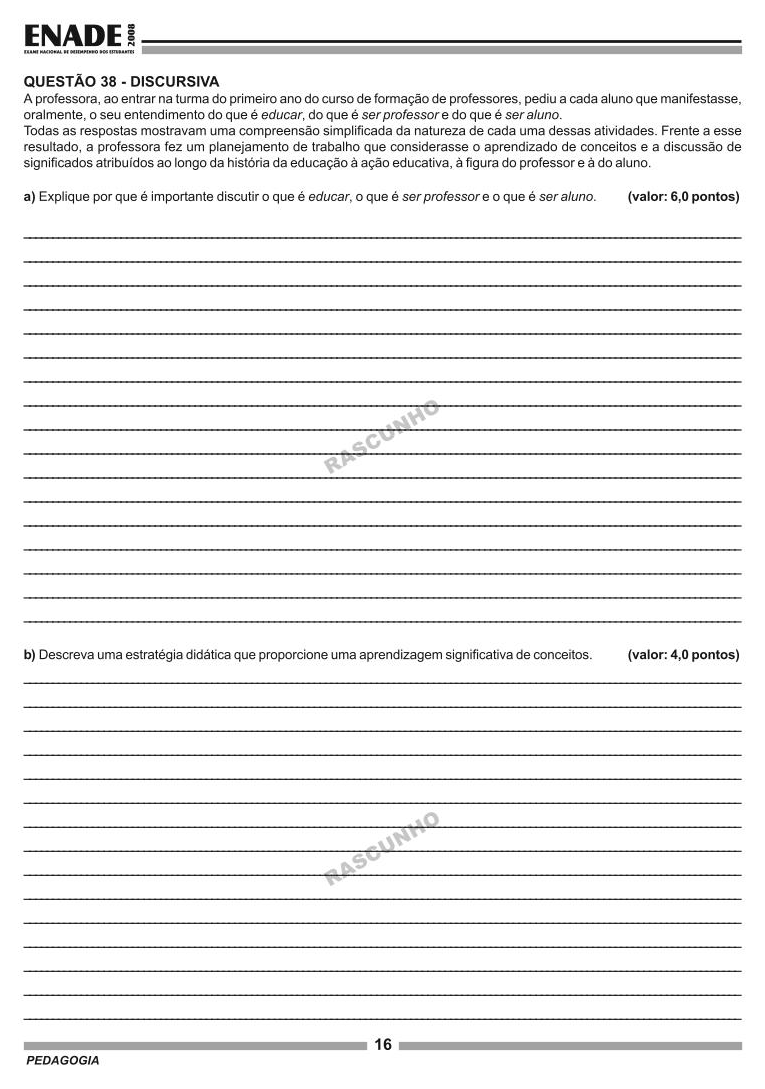 ENADE 2008
EXAME NACIONAL DE DESEMPENHO DOS ESTUDANTES
QUESTÃO 38 - DISCURSIVA
A professora, ao entrar na turma do primeiro ano do curso de formação de professores, pediu a cada aluno que manifestasse,
oralmente, o seu entendimento do que é educar, do que é ser professor e do que é ser aluno.
Todas as respostas mostravam uma compreensão simplificada da natureza de cada uma dessas atividades. Frente a esse
resultado, a professora fez um planejamento de trabalho que considerasse o aprendizado de conceitos e a discussão de
significados atribuídos ao longo da história da educação à ação educativa, à figura do professor e à do aluno.
a) Explique por que é importante discutir o que é educar, o que é ser professor e o que é ser aluno. (valor: 6,0 pontos)
RASCUNHO
b) Descreva uma estratégia didática que proporcione uma aprendizagem significativa de conceitos. (valor: 4,0 pontos)
RASCUNHO
16
PEDAGOGIA